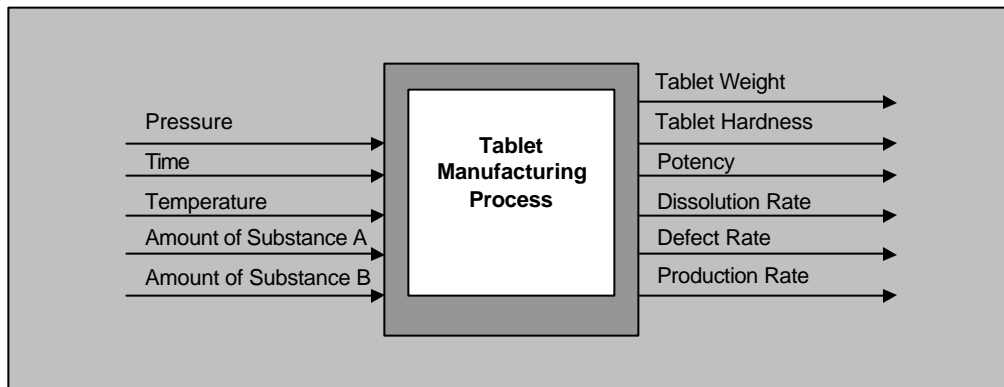 Pressure
Time
Temperature
Amount of Substance A
Amount of Substance B
Tablet
Manufacturing
Process
Tablet Weight
Tablet Hardness
Potency
Dissolution Rate
Defect Rate
Production Rate